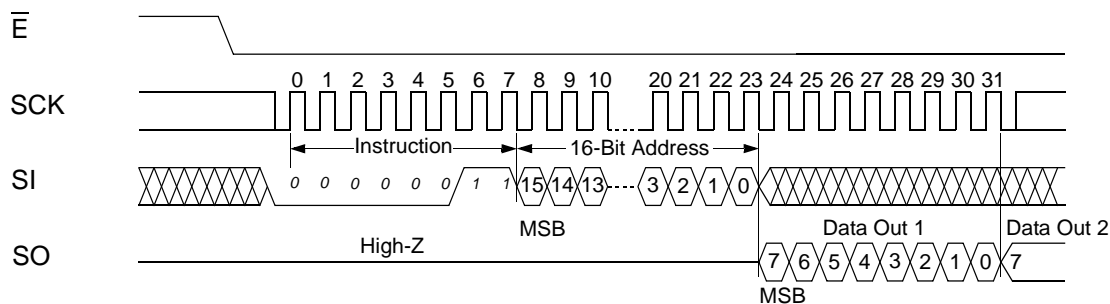 E
SCK
0 1 2 3 4 5 6 7 8 9 10 20 21 22 23 24 25 26 27 28 29 30 31
Instruction 16-Bit Address
SI
0 0 0 0 0 0 1 1 15 14 13 3 2 1 0
MSB Data Out 1 Data Out 2
High-Z
SO
7 6 5 4 3 2 1 0 7
MSB